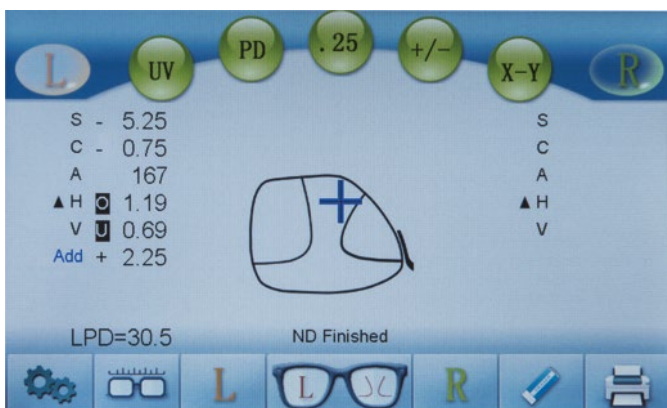 L UV PD .25 +/- X-Y R
S - 5.25
C - 0.75
A 167
▲ H O 1.19
V U 0.69
Add + 2.25
S
C
A
▲ H
V
LPD=30.5
ND Finished
L L R